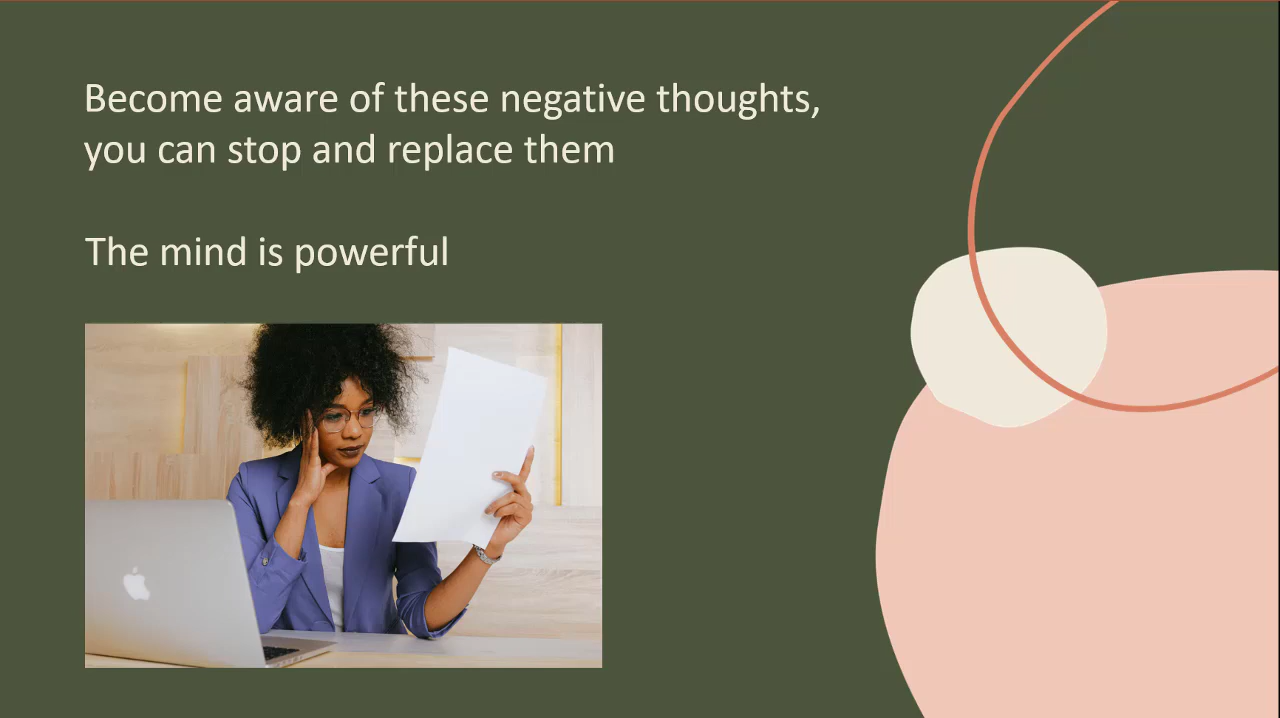 Become aware of these negative thoughts,
you can stop and replace them
The mind is powerful